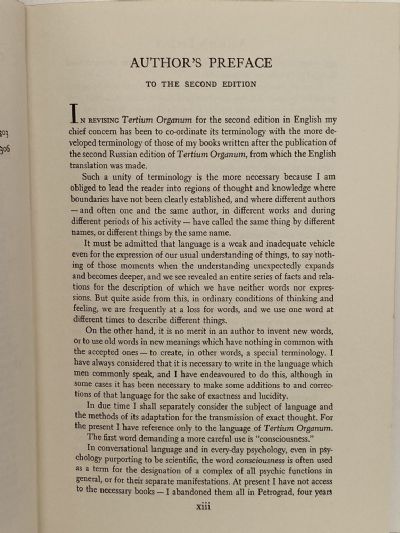 303
306
AUTHOR'S PREFACE
TO THE SECOND EDITION
IN REVISING Tertium Organum for the second edition in English my
chief concern has been to co-ordinate its terminology with the more de-
veloped terminology of those of my books written after the publication of
the second Russian edition of Tertium Organum, from which the English
translation was made.
Such a unity of terminology is the more necessary because I am
obliged to lead the reader into regions of thought and knowledge where
boundaries have not been clearly established, and where different authors
— and often one and the same author, in different works and during
different periods of his activity — have called the same thing by different
names, or different things by the same name.
It must be admitted that language is a weak and inadequate vehicle
even for the expression of our usual understanding of things, to say noth-
ing of those moments when the understanding unexpectedly expands
and becomes deeper, and we see revealed an entire series of facts and rela-
tions for the description of which we have neither words nor expres-
sions. But quite aside from this, in ordinary conditions of thinking and
feeling, we are frequently at a loss for words, and we use one word at
different times to describe different things.
On the other hand, it is no merit in an author to invent new words,
or to use old words in new meanings which have nothing in common with
the accepted ones — to create, in other words, a special terminology. I
have always considered that it is necessary to write in the language which
men commonly speak, and I have endeavoured to do this, although in
some cases it has been necessary to make some additions to and correc-
tions of that language for the sake of exactness and lucidity.
In due time I shall separately consider the subject of language and
the methods of its adaptation for the transmission of exact thought. For
the present I have reference only to the language of Tertium Organum.
The first word demanding a more careful use is "consciousness."
In conversational language and in every-day psychology, even in psy-
chology purporting to be scientific, the word consciousness is often used
as a term for the designation of a complex of all psychic functions in
general, or for their separate manifestations. At present I have not access
to the necessary books — I abandoned them all in Petrograd, four years
xiii